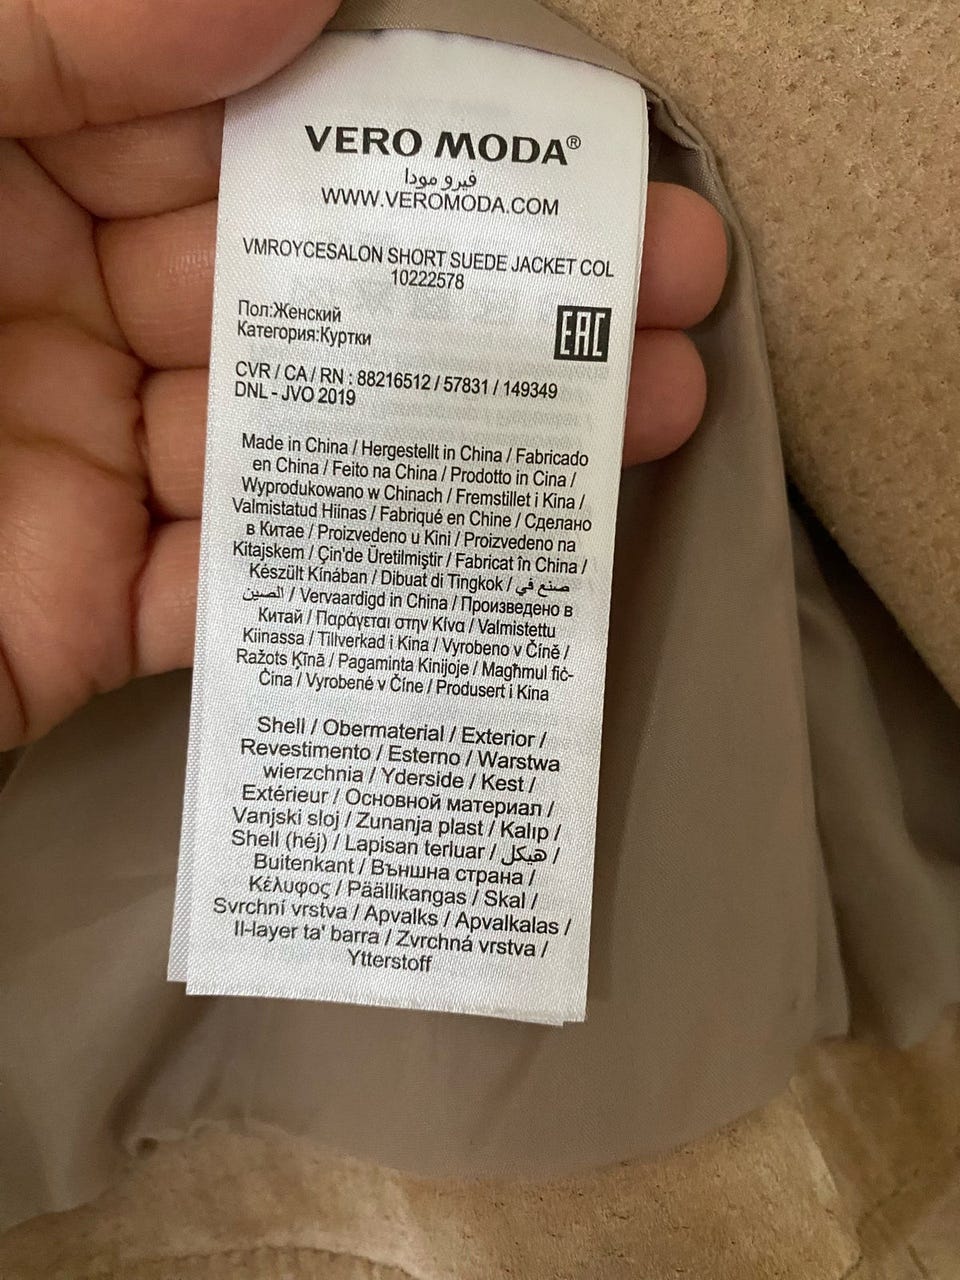 VERO MODA®
فيرو مودا
WWW.VEROMODA.COM
VMROYCESALON SHORT SUEDE JACKET COL
10222578
Пол:Женский
Категория:Куртки
EAC
CVR / CA / RN : 88216512 / 57831 / 149349
DNL - JVO 2019
Made in China / Hergestellt in China / Fabricado
en China / Feito na China / Prodotto in Cina /
Wyprodukowano w Chinach / Fremstillet i Kina /
Valmistatud Hiinas / Fabriqué en Chine / Сделано
в Китае / Proizvedeno u Kini / Proizvedeno na
Kitajskem / Çin'de Üretilmiştir / Fabricat în China /
Készült Kínában / Dibuat di Tingkok / صنع في
الصين / Vervaardigd in China / Произведено в
Китай / Παράγεται στην Κίνα / Valmistettu
Kiinassa / Tillverkad i Kina / Vyrobeno v Číně /
Ražots Ķīnā / Pagaminta Kinijoje / Magħmul fiċ-
Ċina / Vyrobené v Číne / Produsert i Kina
Shell / Obermaterial / Exterior /
Revestimento / Esterno / Warstwa
wierzchnia / Yderside / Kest /
Extérieur / Основной материал /
Vanjski sloj / Zunanja plast / Kalıp /
Shell (héj) / Lapisan terluar / هيكل /
Buitenkant / Външна страна /
Κέλυφος / Päällikangas / Skal /
Svrchní vrstva / Apvalks / Apvalkalas /
Il-layer ta' barra / Zvrchná vrstva /
Ytterstoff